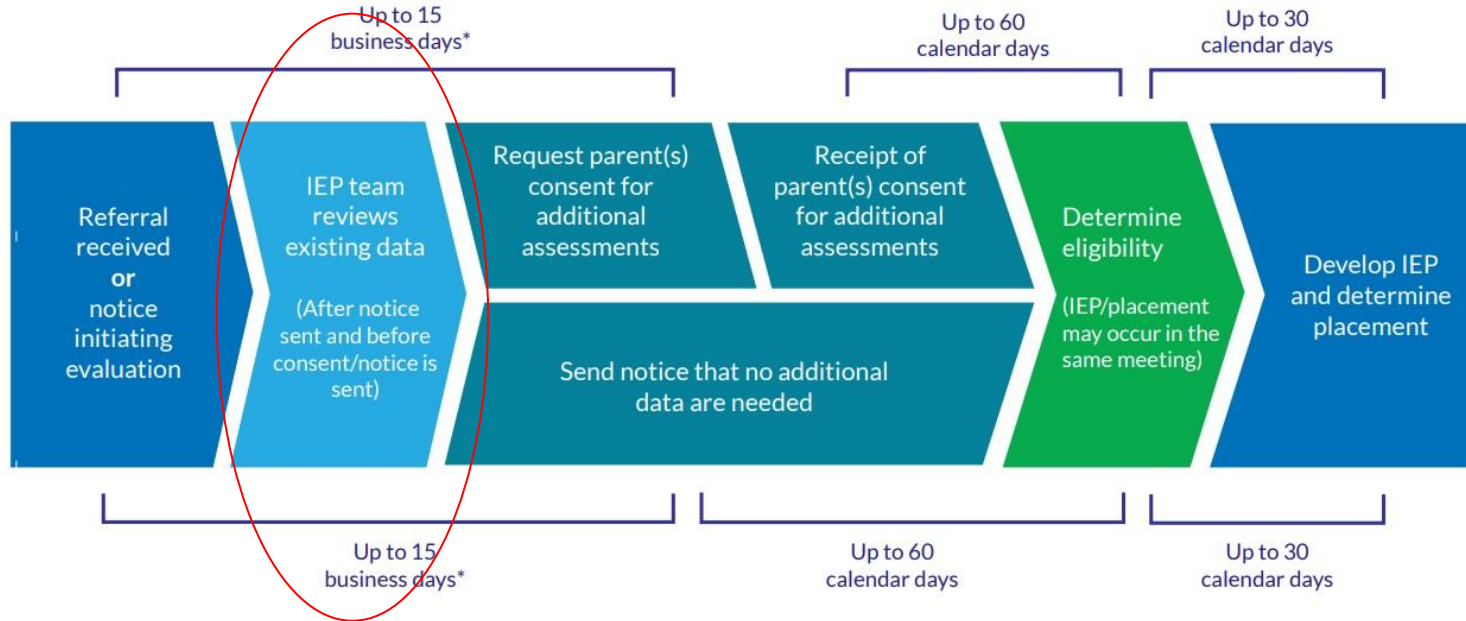 Up to 15
business days*
Up to 60
calendar days
Up to 30
calendar days
Referral
received
or
notice
initiating
evaluation
IEP team
reviews
existing data
(After notice
sent and before
consent/notice is
sent)
Request parent(s)
consent for
additional
assessments
Receipt of
parent(s) consent
for additional
assessments
Send notice that no additional
data are needed
Determine
eligibility
(IEP/placement
may occur in the
same meeting)
Develop IEP
and determine
placement
Up to 15
business days*
Up to 60
calendar days
Up to 30
calendar days